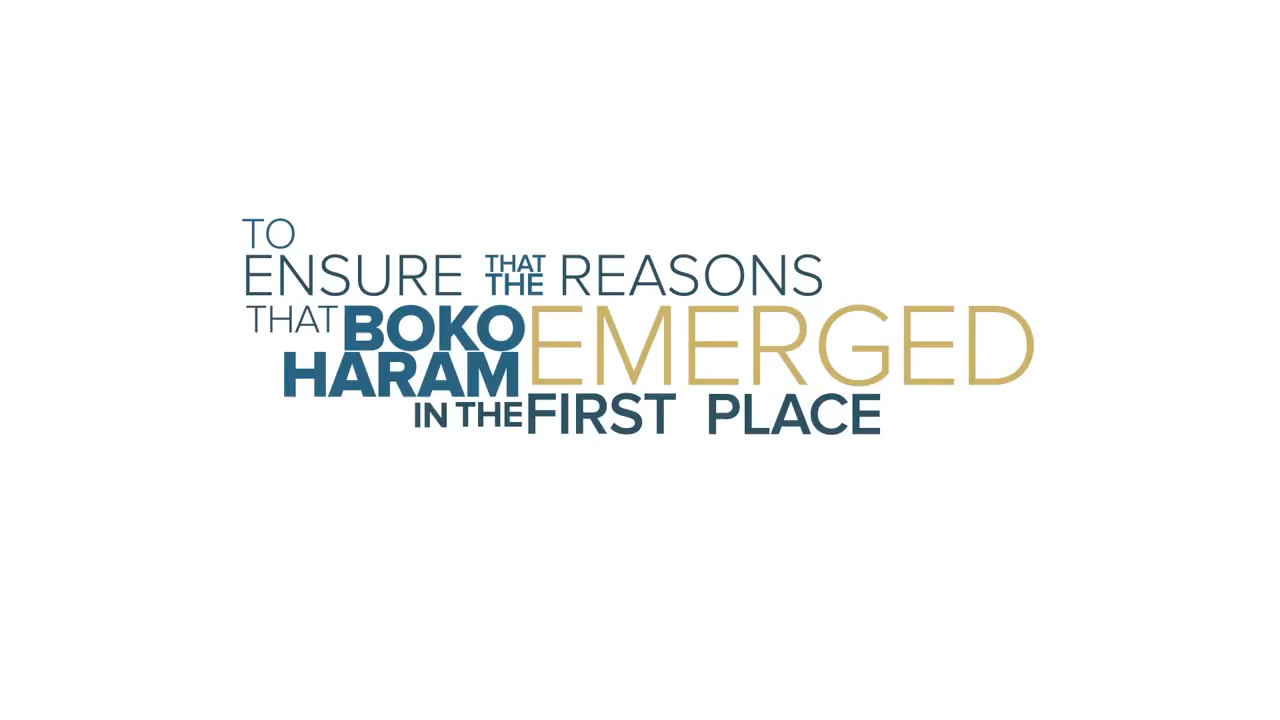 TO
ENSURE THAT THE REASONS
THAT BOKO HARAM EMERGED
IN THE FIRST PLACE